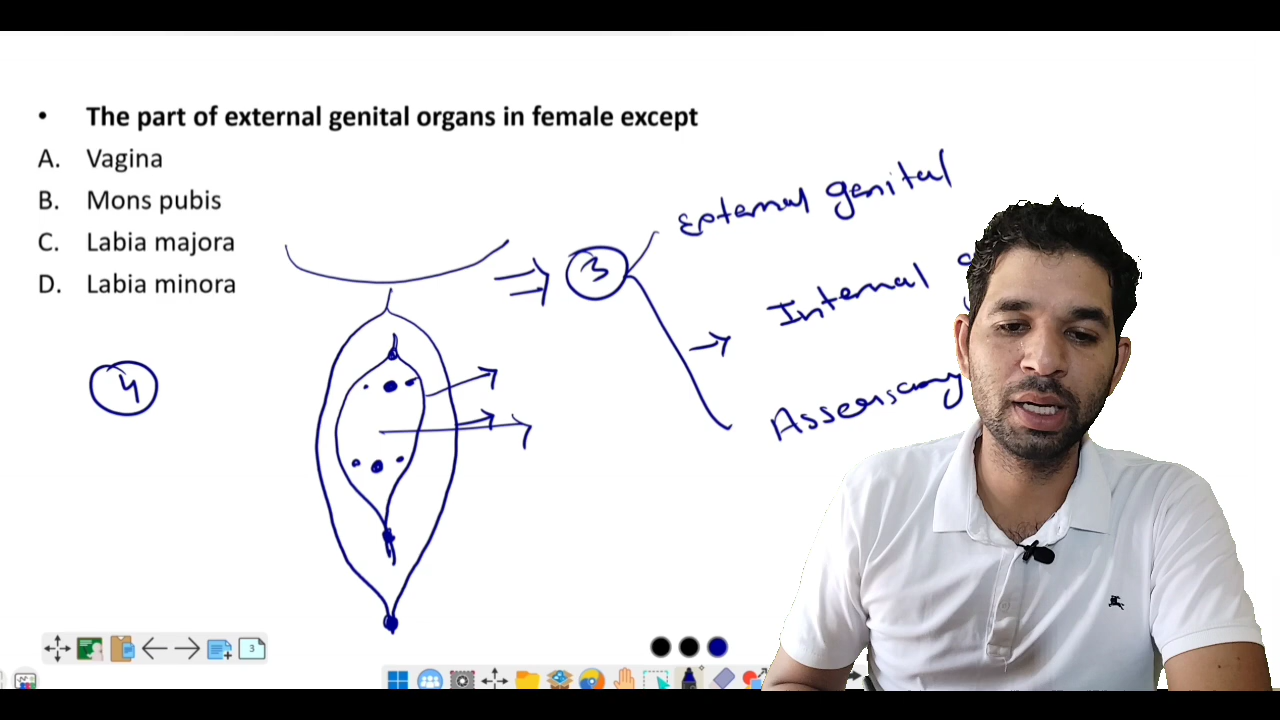 • The part of external genital organs in female except
A. Vagina
B. Mons pubis
C. Labia majora
D. Labia minora
External genital
3
Internal
4
3